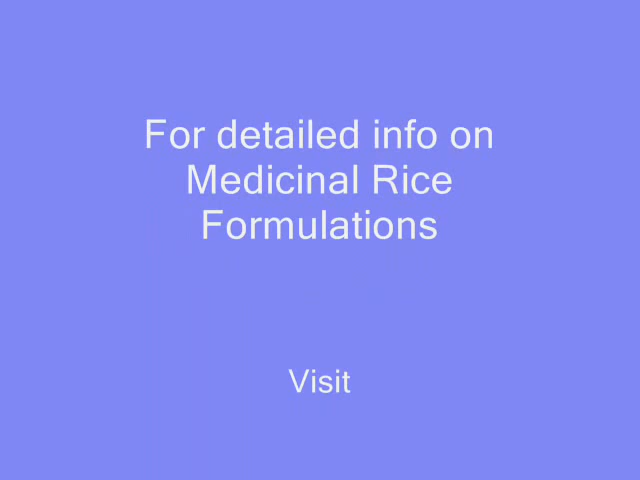 For detailed info on
Medicinal Rice
Formulations
Visit